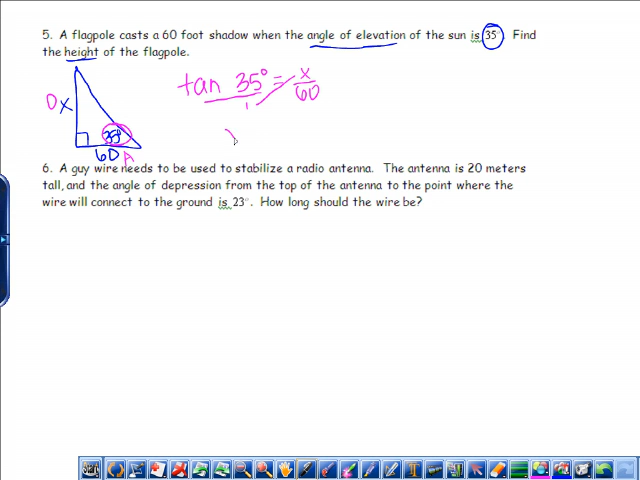 5. A flagpole casts a 60 foot shadow when the angle of elevation of the sun is 35°. Find
the height of the flagpole.
tan 35° = x/60
1
O x
35°
60 A
6. A guy wire needs to be used to stabilize a radio antenna. The antenna is 20 meters
tall, and the angle of depression from the top of the antenna to the point where the
wire will connect to the ground is 23°. How long should the wire be?
Start